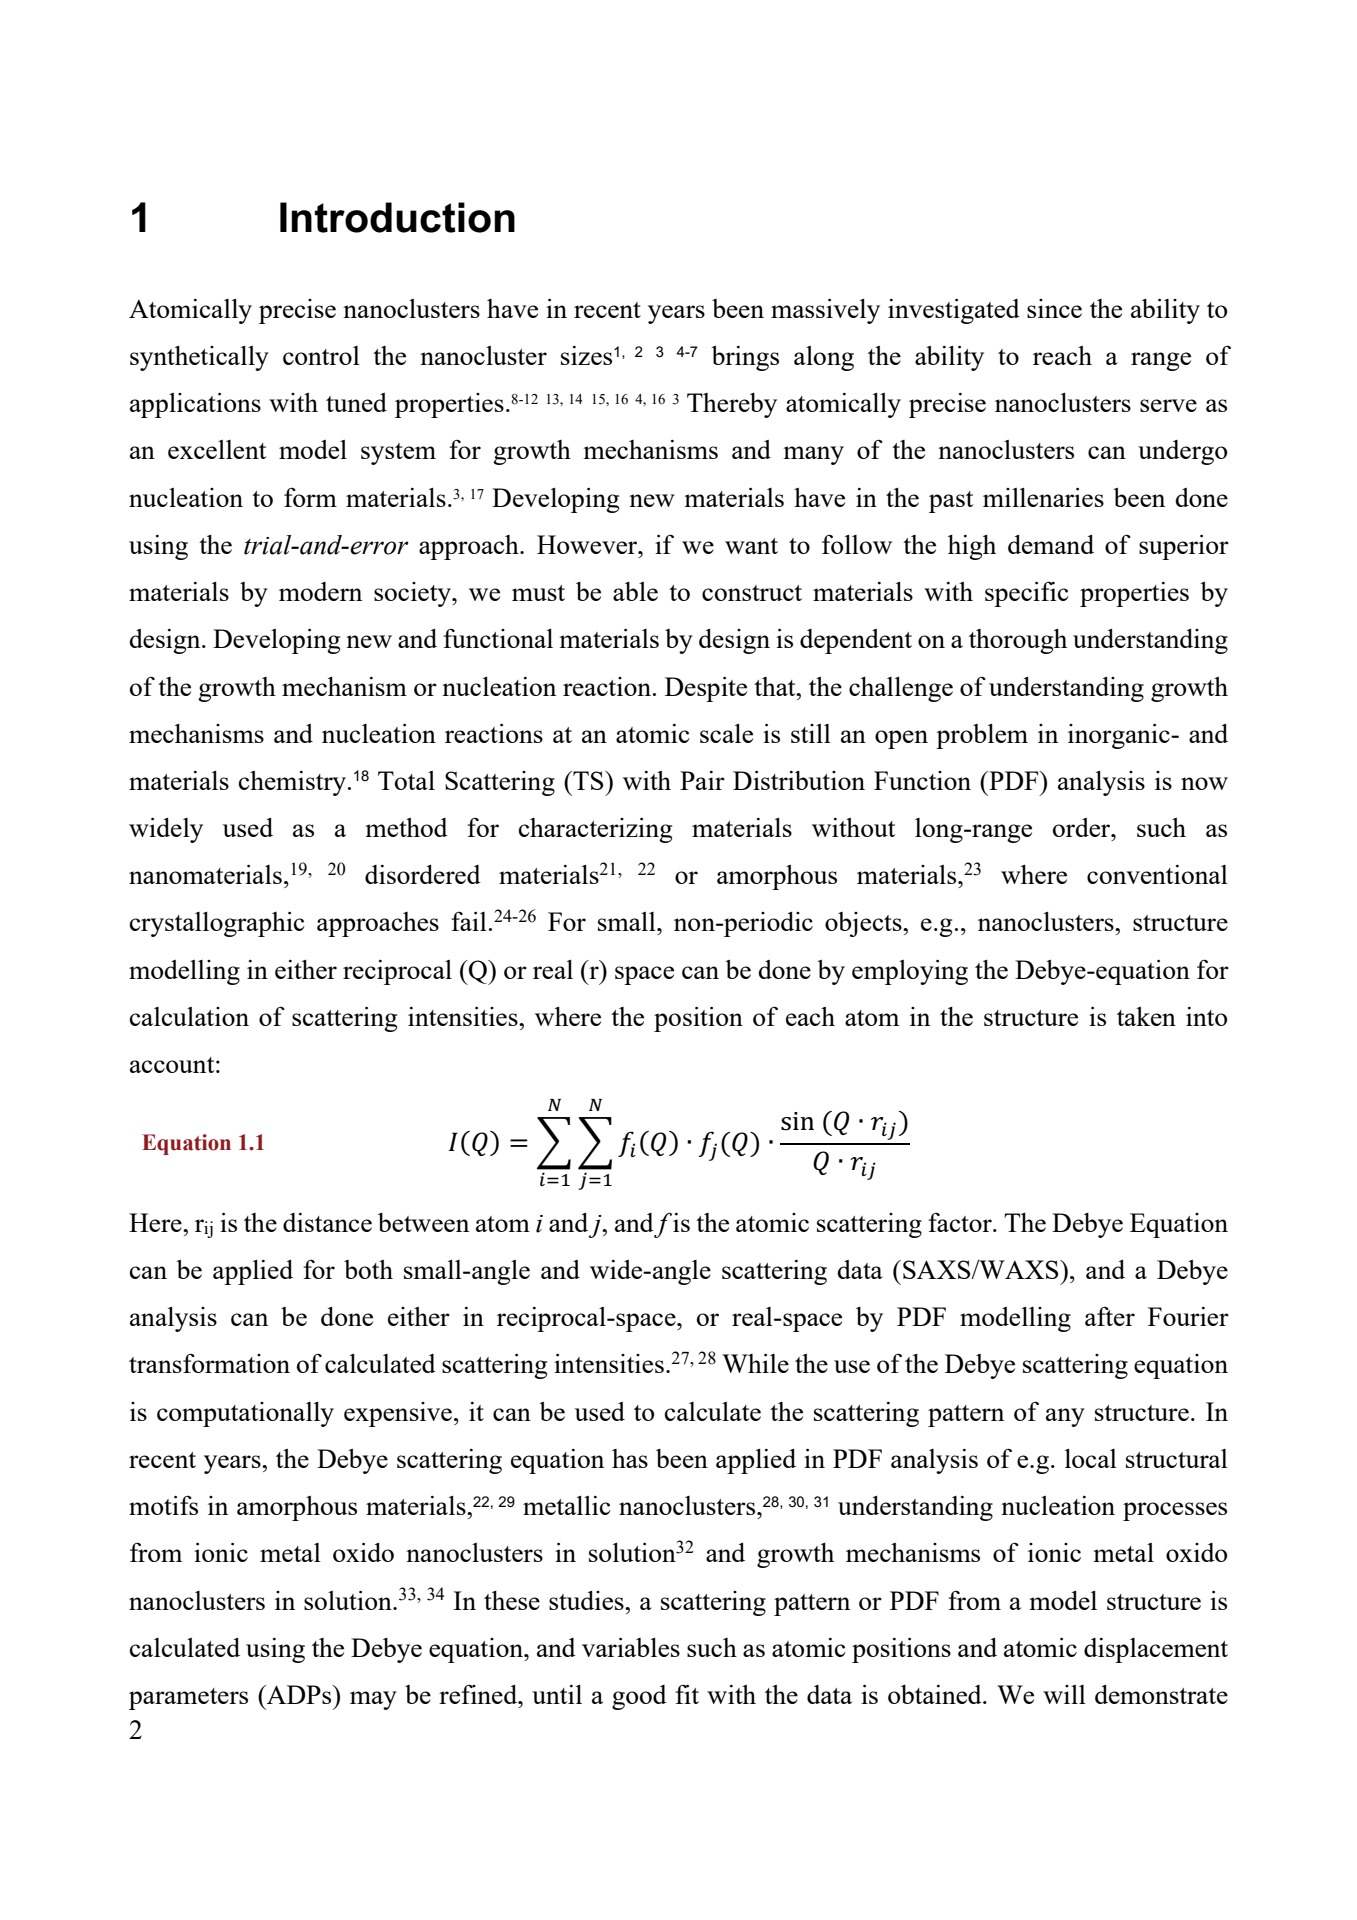 1 Introduction
Atomically precise nanoclusters have in recent years been massively investigated since the ability to
synthetically control the nanocluster sizes1, 2 3 4-7 brings along the ability to reach a range of
applications with tuned properties.8-12 13, 14 15, 16 4, 16 3 Thereby atomically precise nanoclusters serve as
an excellent model system for growth mechanisms and many of the nanoclusters can undergo
nucleation to form materials.3, 17 Developing new materials have in the past millenaries been done
using the trial-and-error approach. However, if we want to follow the high demand of superior
materials by modern society, we must be able to construct materials with specific properties by
design. Developing new and functional materials by design is dependent on a thorough understanding
of the growth mechanism or nucleation reaction. Despite that, the challenge of understanding growth
mechanisms and nucleation reactions at an atomic scale is still an open problem in inorganic- and
materials chemistry.18 Total Scattering (TS) with Pair Distribution Function (PDF) analysis is now
widely used as a method for characterizing materials without long-range order, such as
nanomaterials,19, 20 disordered materials21, 22 or amorphous materials,23 where conventional
crystallographic approaches fail.24-26 For small, non-periodic objects, e.g., nanoclusters, structure
modelling in either reciprocal (Q) or real (r) space can be done by employing the Debye-equation for
calculation of scattering intensities, where the position of each atom in the structure is taken into
account:
Equation 1.1 I(Q) = ∑_{i=1}^{N} ∑_{j=1}^{N} f_i(Q) · f_j(Q) · sin (Q · r_ij) / (Q · r_ij)
Here, rij is the distance between atom i and j, and f is the atomic scattering factor. The Debye Equation
can be applied for both small-angle and wide-angle scattering data (SAXS/WAXS), and a Debye
analysis can be done either in reciprocal-space, or real-space by PDF modelling after Fourier
transformation of calculated scattering intensities.27, 28 While the use of the Debye scattering equation
is computationally expensive, it can be used to calculate the scattering pattern of any structure. In
recent years, the Debye scattering equation has been applied in PDF analysis of e.g. local structural
motifs in amorphous materials,22, 29 metallic nanoclusters,28, 30, 31 understanding nucleation processes
from ionic metal oxido nanoclusters in solution32 and growth mechanisms of ionic metal oxido
nanoclusters in solution.33, 34 In these studies, a scattering pattern or PDF from a model structure is
calculated using the Debye equation, and variables such as atomic positions and atomic displacement
parameters (ADPs) may be refined, until a good fit with the data is obtained. We will demonstrate
2